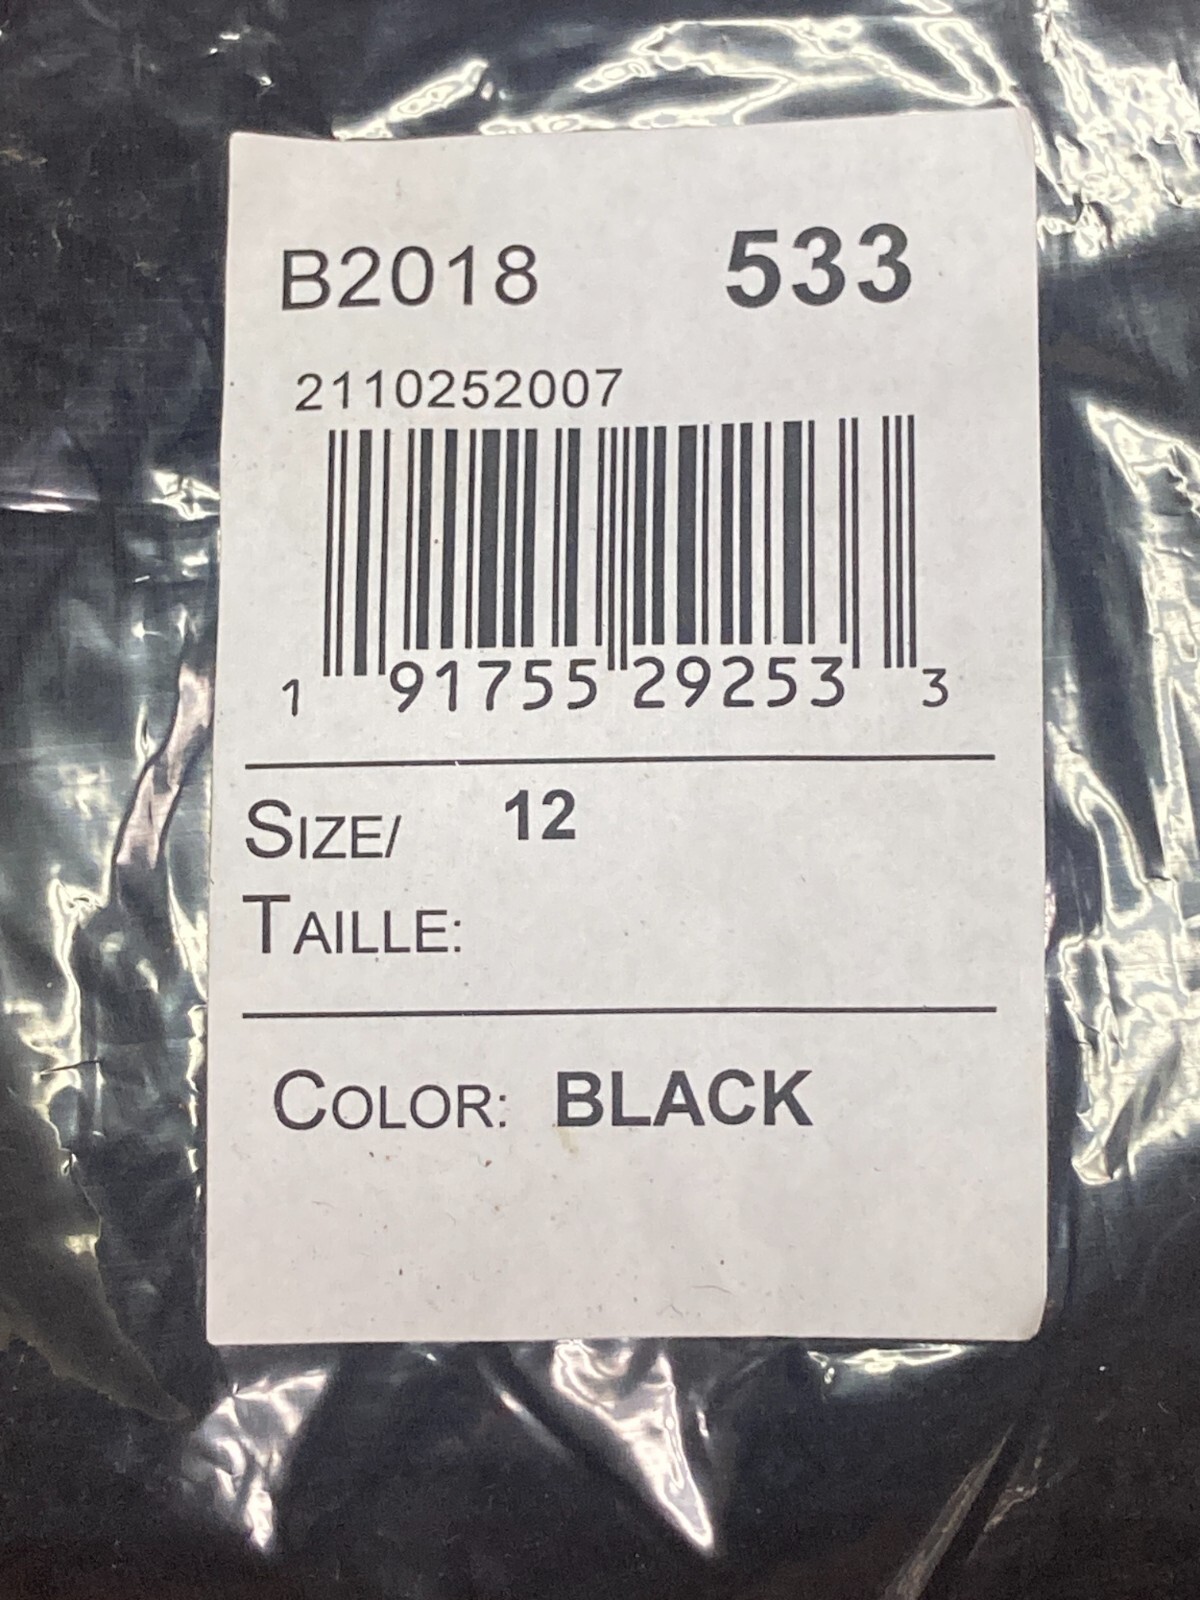 B2018 533
2110252007
1 91755 29253 3
SIZE/ 12
TAILLE:
COLOR: BLACK